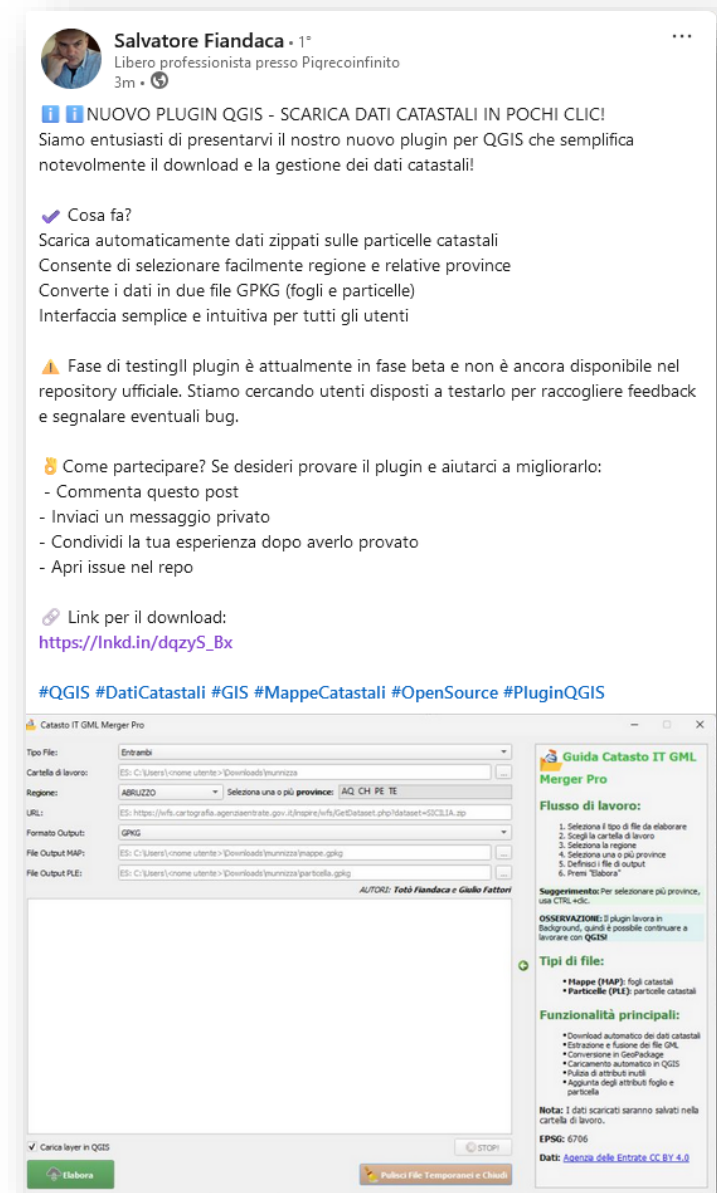 Salvatore Fiandaca • 1°
Libero professionista presso Pigrecoinfinito
3m •
NUOVO PLUGIN QGIS - SCARICA DATI CATASTALI IN POCHI CLIC!
Siamo entusiasti di presentarvi il nostro nuovo plugin per QGIS che semplifica
notevolmente il download e la gestione dei dati catastali!
Cosa fa?
Scarica automaticamente dati zippati sulle particelle catastali
Consente di selezionare facilmente regione e relative province
Converte i dati in due file GPKG (fogli e particelle)
Interfaccia semplice e intuitiva per tutti gli utenti
Fase di testingIl plugin è attualmente in fase beta e non è ancora disponibile nel
repository ufficiale. Stiamo cercando utenti disposti a testarlo per raccogliere feedback
e segnalare eventuali bug.
Come partecipare? Se desideri provare il plugin e aiutarci a migliorarlo:
- Commenta questo post
- Inviaci un messaggio privato
- Condividi la tua esperienza dopo averlo provato
- Apri issue nel repo
Link per il download:
https://lnkd.in/dqzyS_Bx
#QGIS #DatiCatastali #GIS #MappeCatastali #OpenSource #PluginQGIS
Catasto IT GML Merger Pro
Tipo File: Entrambi
Cartella di lavoro: ES: C:\Users\<nome utente>\Downloads\munnizza
Regione: ABRUZZO Seleziona una o più province: AQ CH PE TE
URL: ES: https://wfs.cartografia.agenziaentrate.gov.it/inspire/wfs/GetDataset.php?dataset=SICILIA.zip
Formato Output: GPKG
File Output MAP: ES: C:\Users\<nome utente>\Downloads\munnizza\mappe.gpkg
File Output PLE: ES: C:\Users\<nome utente>\Downloads\munnizza\particella.gpkg
AUTORI: Totò Fiandaca e Giulio Fattori
Carica layer in QGIS
STOP!
Elabora
Pulisci File Temporanei e Chiudi
Guida Catasto IT GML
Merger Pro
Flusso di lavoro:
1. Seleziona il tipo di file da elaborare
2. Scegli la cartella di lavoro
3. Seleziona la regione
4. Seleziona una o più province
5. Definisci i file di output
6. Premi "Elabora"
Suggerimento: Per selezionare più province,
usa CTRL+clic.
OSSERVAZIONE: Il plugin lavora in
Background, quindi è possibile continuare a
lavorare con QGIS!
Tipi di file:
• Mappe (MAP): fogli catastali
• Particelle (PLE): particelle catastali
Funzionalità principali:
• Download automatico dei dati catastali
• Estrazione e fusione dei file GML
• Conversione in GeoPackage
• Caricamento automatico in QGIS
• Pulizia di attributi inutili
• Aggiunta degli attributi foglio e
particella
Nota: I dati scaricati saranno salvati nella
cartella di lavoro.
EPSG: 6706
Dati: Agenzia delle Entrate CC BY 4.0